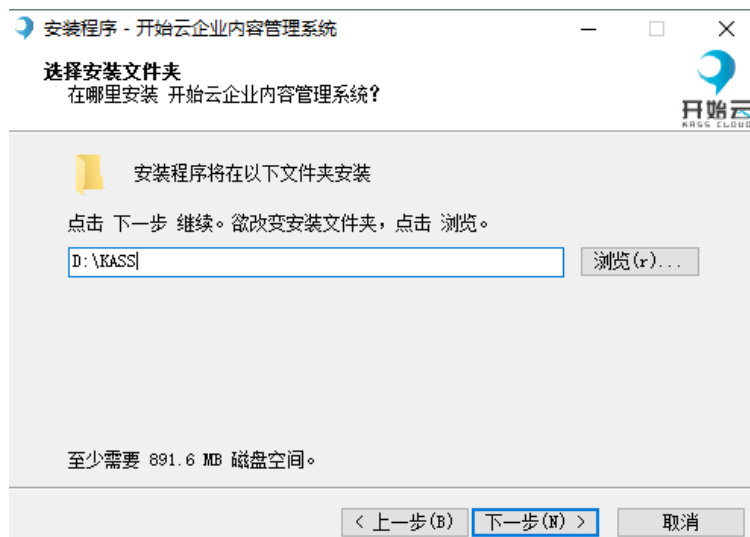 安装程序 - 开始云企业内容管理系统
选择安装文件夹
在哪里安装 开始云企业内容管理系统?
开始云
KASS CLOUD
安装程序将在以下文件夹安装
点击 下一步 继续。欲改变安装文件夹，点击 浏览。
D:\KASS
浏览(r)...
至少需要 891.6 MB 磁盘空间。
< 上一步(B)
下一步(N) >
取消